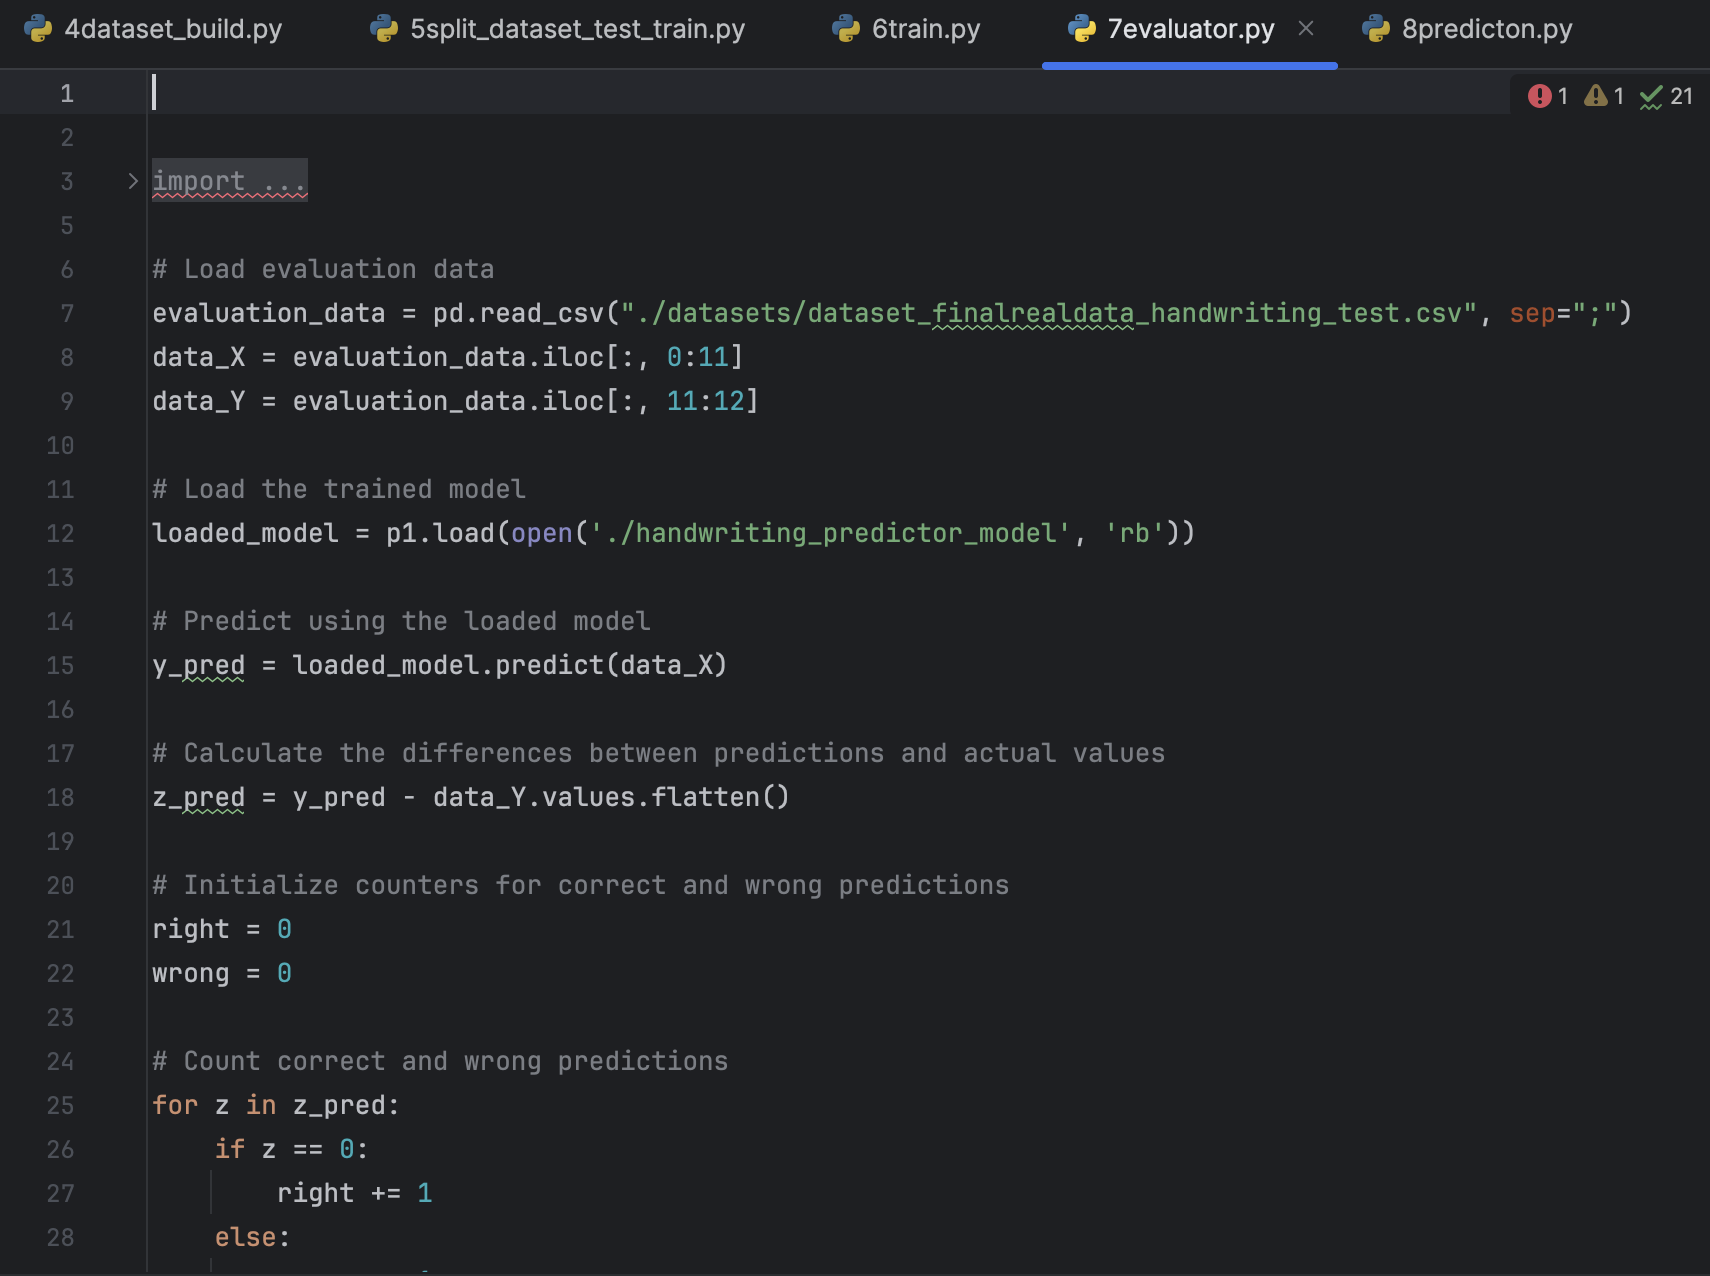 4dataset_build.py 5split_dataset_test_train.py 6train.py 7evaluator.py 8predicton.py
1 1 1 21
2
3 import ...
5
6 # Load evaluation data
7 evaluation_data = pd.read_csv("./datasets/dataset_finalrealdata_handwriting_test.csv", sep=";")
8 data_X = evaluation_data.iloc[:, 0:11]
9 data_Y = evaluation_data.iloc[:, 11:12]
10
11 # Load the trained model
12 loaded_model = p1.load(open('./handwriting_predictor_model', 'rb'))
13
14 # Predict using the loaded model
15 y_pred = loaded_model.predict(data_X)
16
17 # Calculate the differences between predictions and actual values
18 z_pred = y_pred - data_Y.values.flatten()
19
20 # Initialize counters for correct and wrong predictions
21 right = 0
22 wrong = 0
23
24 # Count correct and wrong predictions
25 for z in z_pred:
26     if z == 0:
27         right += 1
28     else: